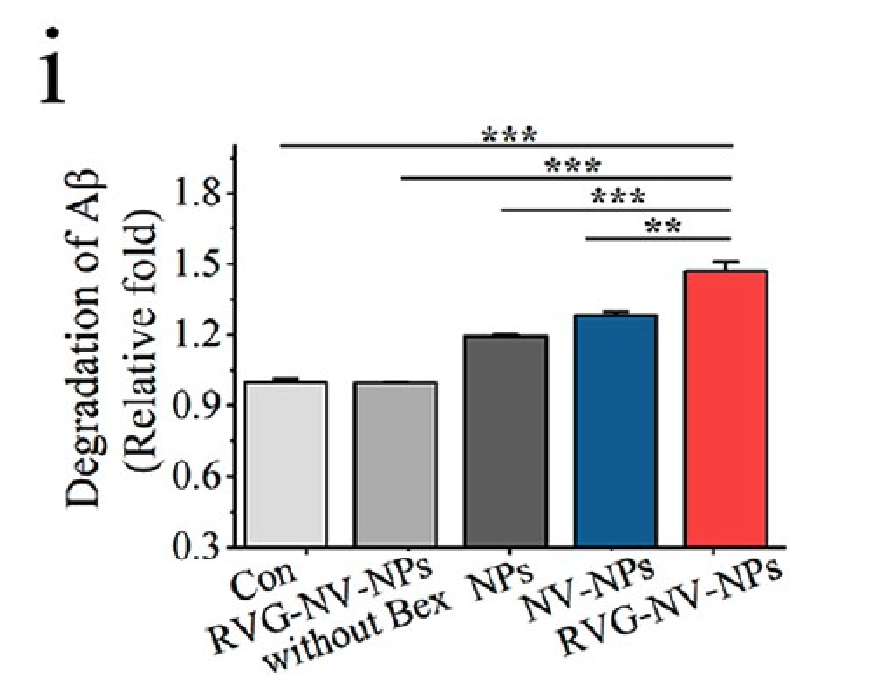 i
***
***
***
**
Degradation of Aβ
(Relative fold)
1.8
1.5
1.2
0.9
0.6
0.3
Con
RVG-NV-NPs
without Bex
NPs
NV-NPs
RVG-NV-NPs